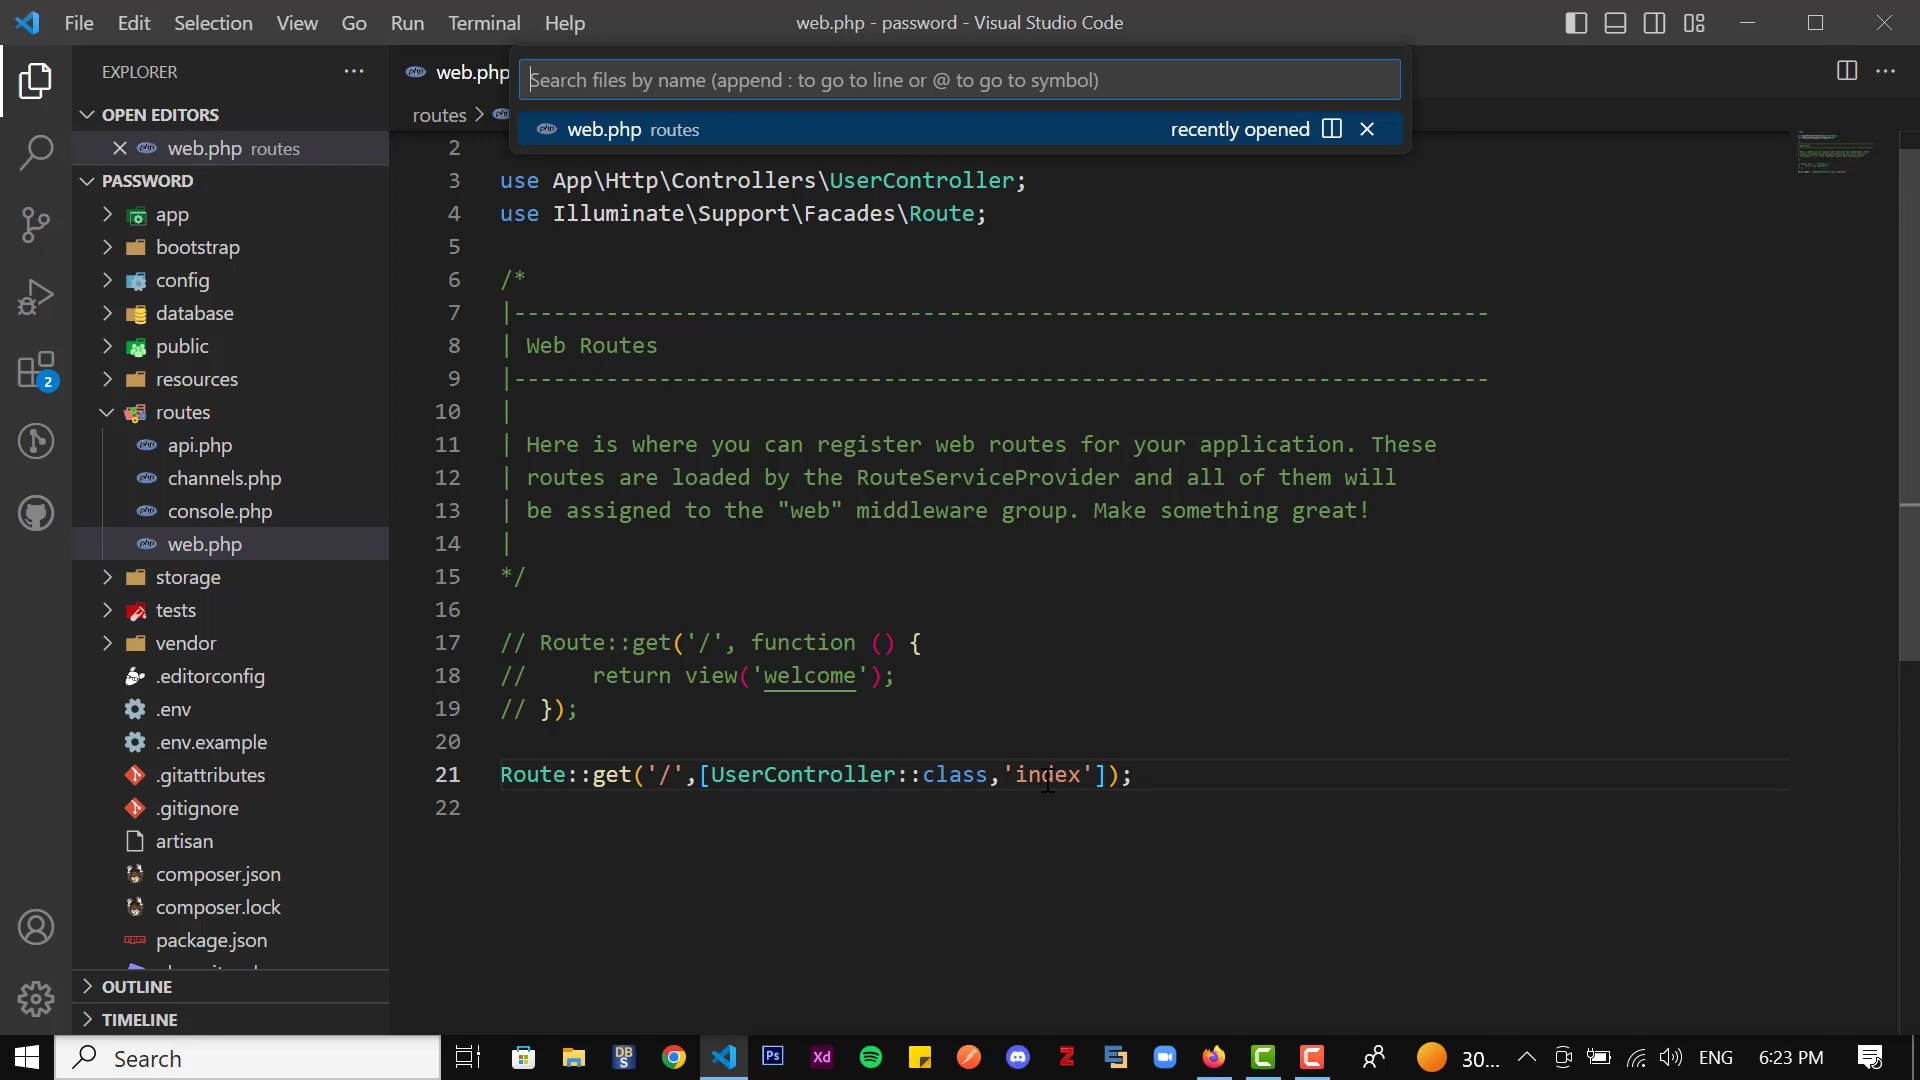 File Edit Selection View Go Run Terminal Help
web.php - password - Visual Studio Code
EXPLORER
OPEN EDITORS
web.php routes
PASSWORD
app
bootstrap
config
database
public
resources
routes
api.php
channels.php
console.php
web.php
storage
tests
vendor
.editorconfig
.env
.env.example
.gitattributes
.gitignore
artisan
composer.json
composer.lock
package.json
OUTLINE
TIMELINE
2
web.php
routes
Search files by name (append : to go to line or @ to go to symbol)
web.php routes recently opened
2
3 use App\Http\Controllers\UserController;
4 use Illuminate\Support\Facades\Route;
5
6 /*
7 |--------------------------------------------------------------------------
8 | Web Routes
9 |--------------------------------------------------------------------------
10 |
11 | Here is where you can register web routes for your application. These
12 | routes are loaded by the RouteServiceProvider and all of them will
13 | be assigned to the "web" middleware group. Make something great!
14 |
15 */
16
17 // Route::get('/', function () {
18 //     return view('welcome');
19 // });
20
21 Route::get('/',[UserController::class,'index']);
22
Search
DB
S
Ps
Xd
30...
ENG
6:23 PM